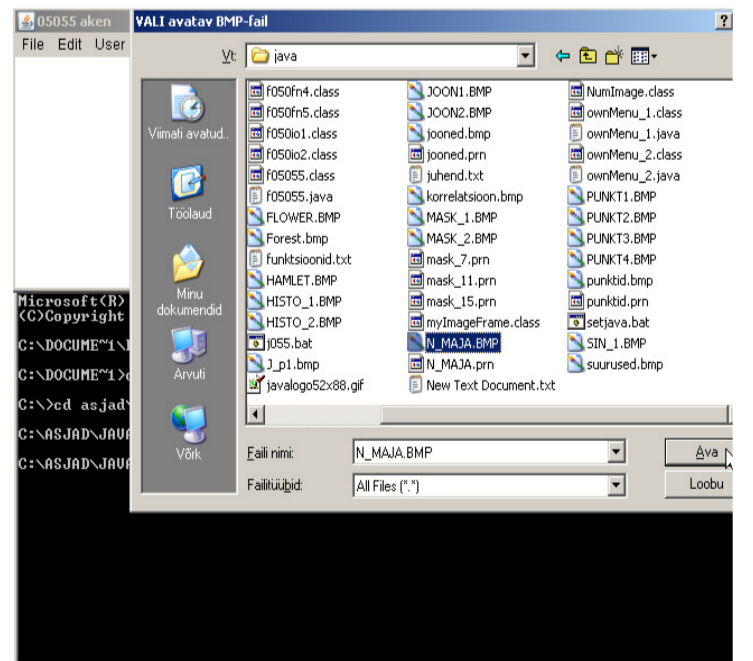 05055 aken
VALI avatav BMP-fail
File Edit User
Vt: java
Viimati avatud..
Töölaud
Minu dokumendid
Arvuti
Võrk
f050fn4.class
f050fn5.class
f050io1.class
f050io2.class
f05055.class
f05055.java
FLOWER.BMP
Forest.bmp
funktsioonid.txt
HAMLET.BMP
HISTO_1.BMP
HISTO_2.BMP
j055.bat
J_p1.bmp
javalogo52x88.gif
JOON1.BMP
JOON2.BMP
jooned.bmp
jooned.prn
juhend.txt
korrelatsioon.bmp
MASK_1.BMP
MASK_2.BMP
mask_7.prn
mask_11.prn
mask_15.prn
myImageFrame.class
N_MAJA.BMP
N_MAJA.prn
New Text Document.txt
NumImage.class
ownMenu_1.class
ownMenu_1.java
ownMenu_2.class
ownMenu_2.java
PUNKT1.BMP
PUNKT2.BMP
PUNKT3.BMP
PUNKT4.BMP
punktid.bmp
punktid.prn
setjava.bat
SIN_1.BMP
suurused.bmp
Faili nimi: N_MAJA.BMP Ava
Failitüübid: All Files (*.*) Loobu
Microsoft(R)
(C)Copyright
C:\DOCUME~1\
C:\DOCUME~1>
C:\>cd asjad\
C:\ASJAD\JAVA
C:\ASJAD\JAVA